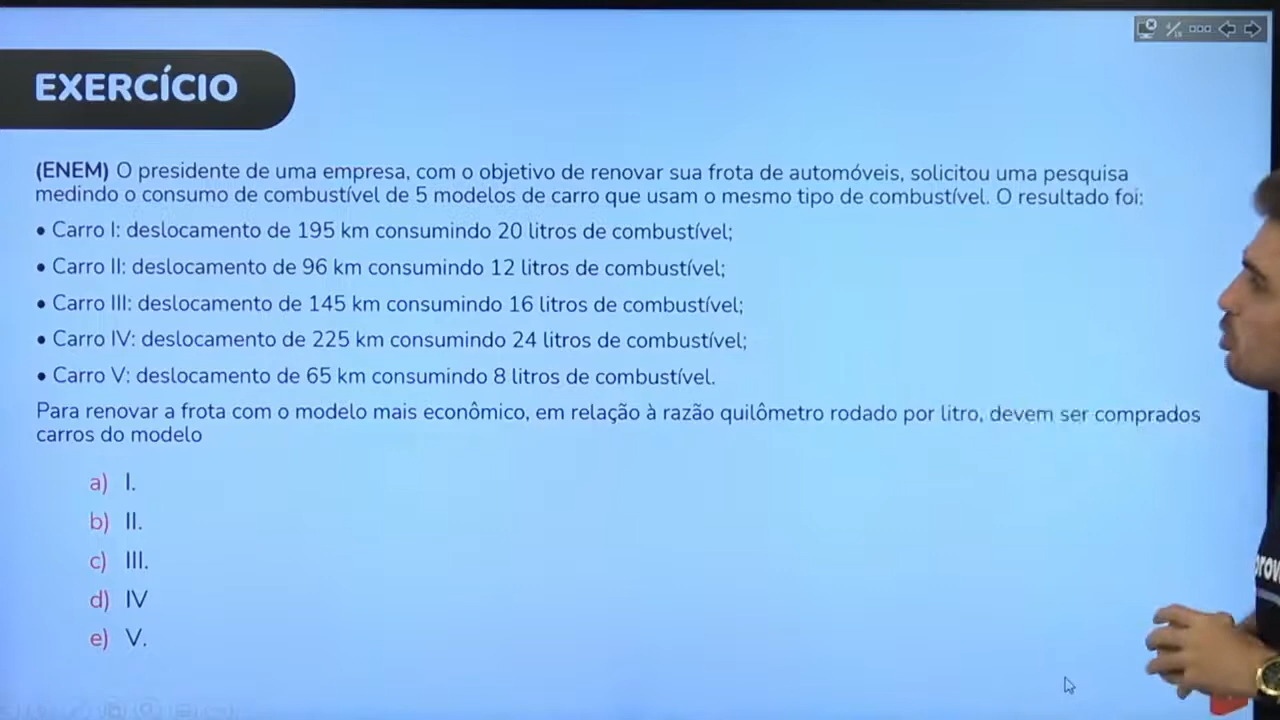 EXERCÍCIO
(ENEM) O presidente de uma empresa, com o objetivo de renovar sua frota de automóveis, solicitou uma pesquisa
medindo o consumo de combustível de 5 modelos de carro que usam o mesmo tipo de combustível. O resultado foi:
• Carro I: deslocamento de 195 km consumindo 20 litros de combustível;
• Carro II: deslocamento de 96 km consumindo 12 litros de combustível;
• Carro III: deslocamento de 145 km consumindo 16 litros de combustível;
• Carro IV: deslocamento de 225 km consumindo 24 litros de combustível;
• Carro V: deslocamento de 65 km consumindo 8 litros de combustível.
Para renovar a frota com o modelo mais econômico, em relação à razão quilômetro rodado por litro, devem ser comprados
carros do modelo
a) I.
b) II.
c) III.
d) IV
e) V.